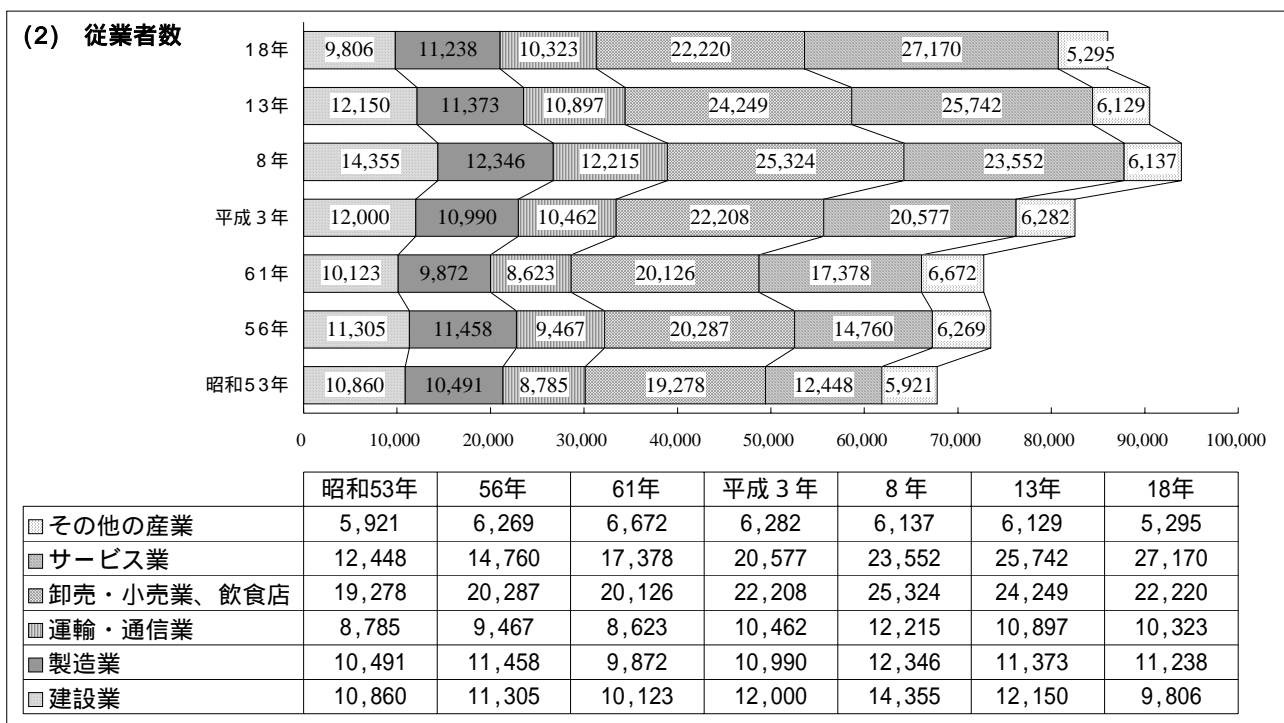 (2) 従業者数
18年 9,806 11,238 10,323 22,220 27,170 5,295
13年 12,150 11,373 10,897 24,249 25,742 6,129
8年 14,355 12,346 12,215 25,324 23,552 6,137
平成3年 12,000 10,990 10,462 22,208 20,577 6,282
61年 10,123 9,872 8,623 20,126 17,378 6,672
56年 11,305 11,458 9,467 20,287 14,760 6,269
昭和53年 10,860 10,491 8,785 19,278 12,448 5,921
0 10,000 20,000 30,000 40,000 50,000 60,000 70,000 80,000 90,000 100,000
昭和53年 56年 61年 平成3年 8年 13年 18年
その他の産業 5,921 6,269 6,672 6,282 6,137 6,129 5,295
サービス業 12,448 14,760 17,378 20,577 23,552 25,742 27,170
卸売・小売業、飲食店 19,278 20,287 20,126 22,208 25,324 24,249 22,220
運輸・通信業 8,785 9,467 8,623 10,462 12,215 10,897 10,323
製造業 10,491 11,458 9,872 10,990 12,346 11,373 11,238
建設業 10,860 11,305 10,123 12,000 14,355 12,150 9,806